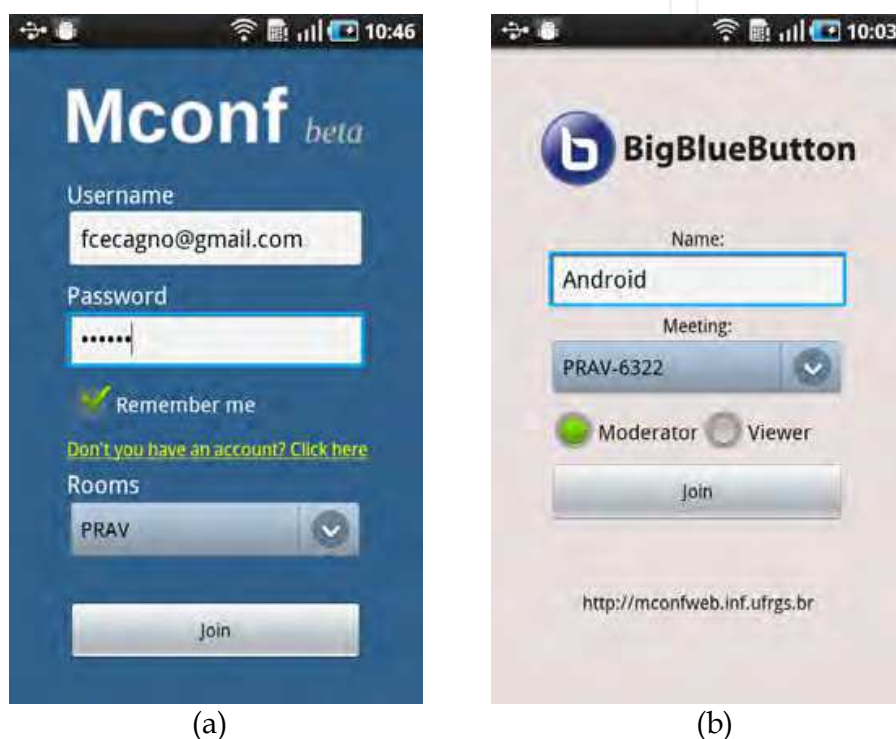 10:46
Mconf beta
Username
fcecagno@gmail.com
Password
••••••
Remember me
Don't you have an account? Click here
Rooms
PRAV
Join
(a)
10:03
b BigBlueButton
Name:
Android
Meeting:
PRAV-6322
Moderator Viewer
Join
http://mconfweb.inf.ufrgs.br
(b)